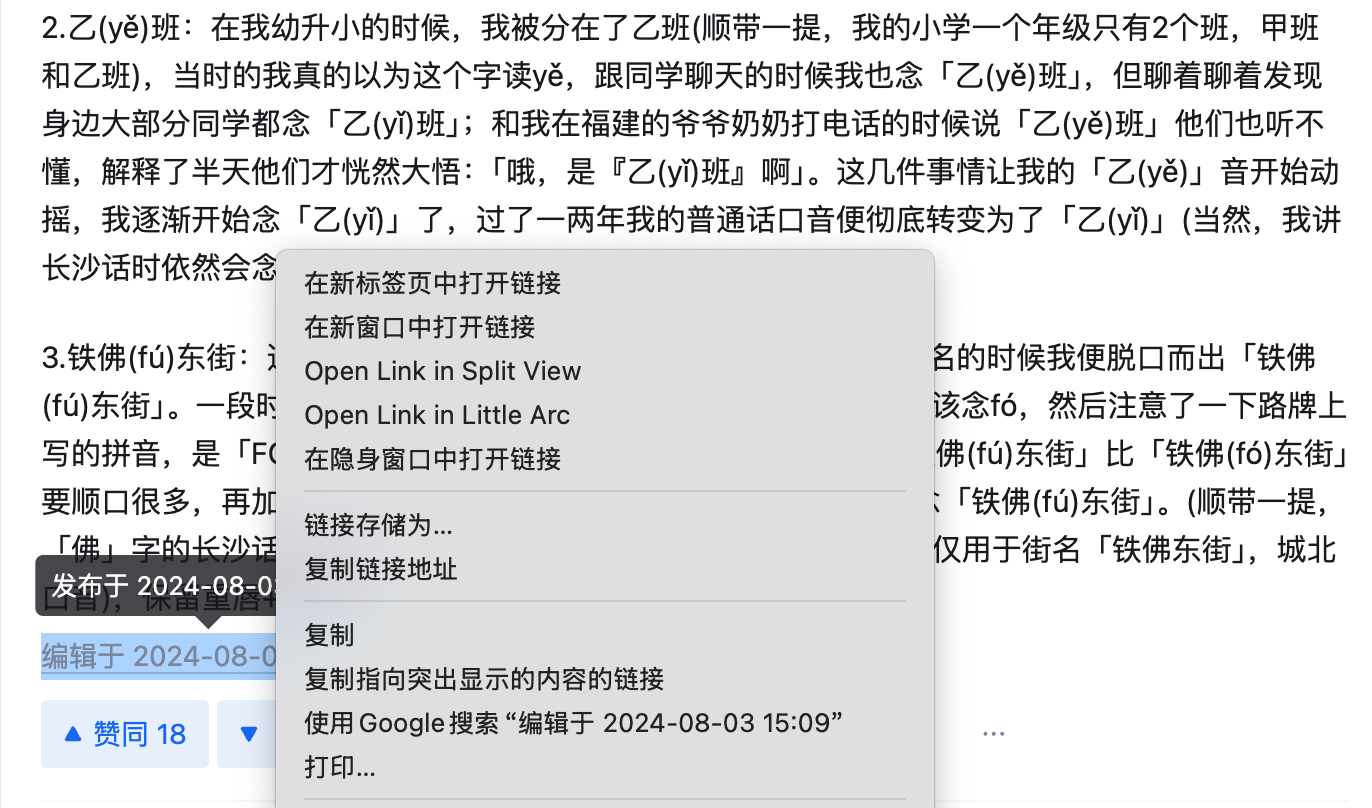 2.乙(yě)班：在我幼升小的时候，我被分在了乙班(顺带一提，我的小学一个年级只有2个班，甲班
和乙班)，当时的我真的以为这个字读yě，跟同学聊天的时候我也念「乙(yě)班」，但聊着聊着发现
身边大部分同学都念「乙(yǐ)班」；和我在福建的爷爷奶奶打电话的时候说「乙(yě)班」他们也听不
懂，解释了半天他们才恍然大悟：「哦，是『乙(yǐ)班』啊」。这几件事情让我的「乙(yě)」音开始动
摇，我逐渐开始念「乙(yǐ)」了，过了一两年我的普通话口音便彻底转变为了「乙(yǐ)」(当然，我讲
长沙话时依然会念
3.铁佛(fú)东街：
名的时候我便脱口而出「铁佛
(fú)东街」。一段时
该念fó，然后注意了一下路牌上
写的拼音，是「FO
佛(fú)东街」比「铁佛(fó)东街」
要顺口很多，再加
「铁佛(fú)东街」。(顺带一提，
「佛」字的长沙话
仅用于街名「铁佛东街」，城北
发布于 2024-08-03
编辑于 2024-08-0
赞同 18
在新标签页中打开链接
在新窗口中打开链接
Open Link in Split View
Open Link in Little Arc
在隐身窗口中打开链接
链接存储为...
复制链接地址
复制
复制指向突出显示的内容的链接
使用Google搜索“编辑于 2024-08-03 15:09”
打印...